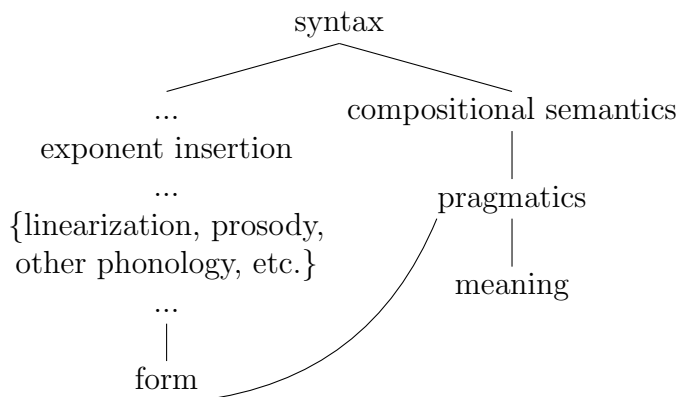 syntax
...
exponent insertion
...
{linearization, prosody,
other phonology, etc.}
...
form
compositional semantics
pragmatics
meaning